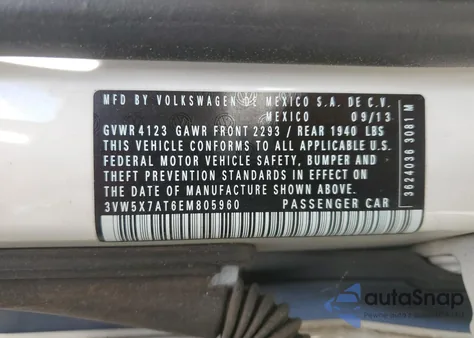 MFD BY VOLKSWAGEN DE MEXICO S.A. DE C.V.
MEXICO 09/13
GVWR 4123 GAWR FRONT 2293 / REAR 1940 LBS
THIS VEHICLE CONFORMS TO ALL APPLICABLE U.S.
FEDERAL MOTOR VEHICLE SAFETY, BUMPER AND
THEFT PREVENTION STANDARDS IN EFFECT ON
THE DATE OF MANUFACTURE SHOWN ABOVE.
3VW5X7AT6EM805960 PASSENGER CAR
3624036 3081 M
autoSnap